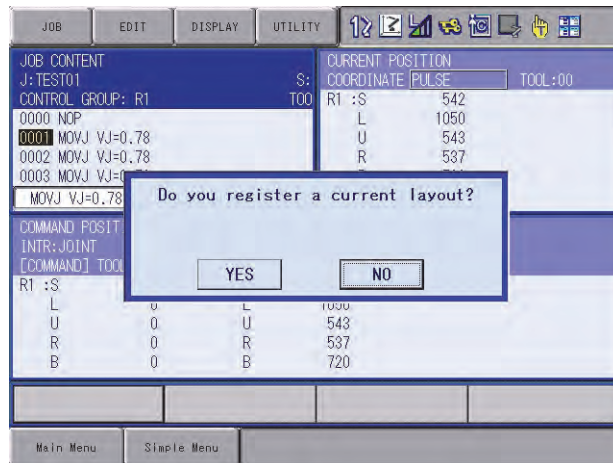 JOB EDIT DISPLAY UTILITY
JOB CONTENT
J:TEST01 S:
CONTROL GROUP: R1 TOO
0000 NOP
0001 MOVJ VJ=0.78
0002 MOVJ VJ=0.78
0003 MOVJ
MOVJ VJ=0.78
CURRENT POSITION
COORDINATE PULSE TOOL:00
R1 :S 542
L 1050
U 543
R 537
Do you register a current layout?
YES NO
COMMAND POSIT
INTR:JOINT
[COMMAND] TOOL
R1 :S
L 0 L 1050
U 0 U 543
R 0 R 537
B 0 B 720
Main Menu Simple Menu